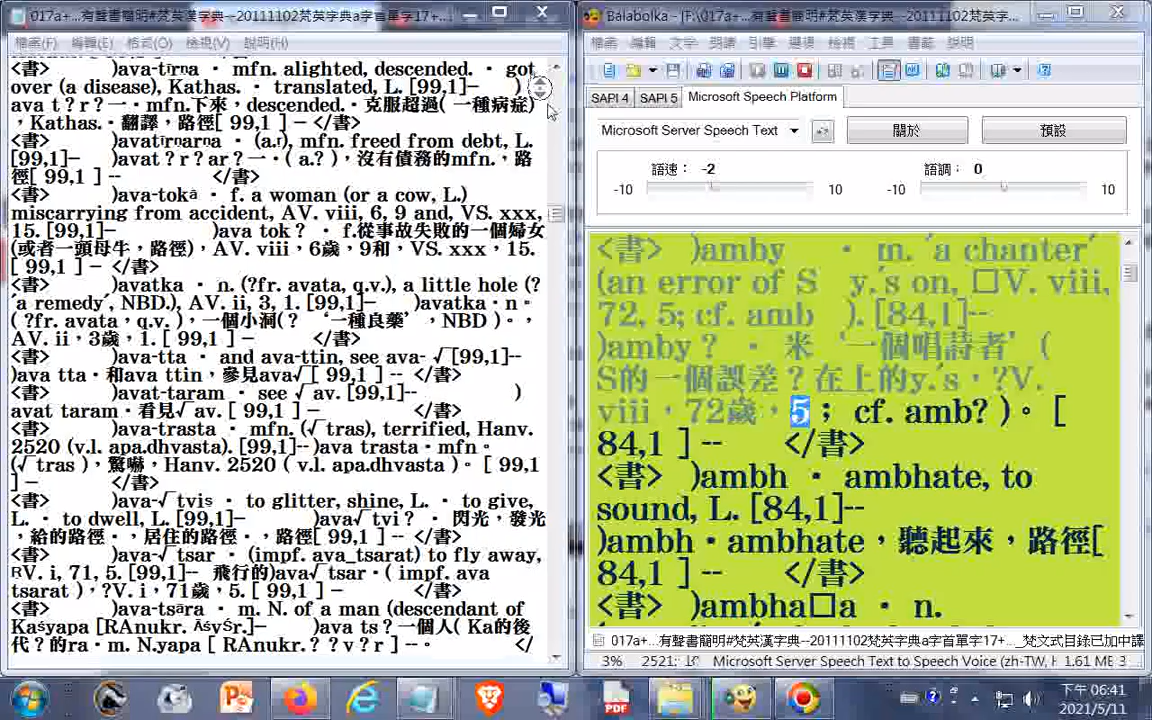 017a+...有聲書簡明#梵英漢字典--20111102梵英字典a字首單字17+...
檔案(F) 編輯(E) 格式(O) 檢視(V) 說明(H)
<書> )ava-tīrṇa ‧ mfn. alighted, descended. ‧ got
over (a disease), Kathas. ‧ translated, L. [99,1]-- )
ava t?r?一‧mfn.下來，descended.‧克服超過( 一種病症)
，Kathas.‧翻譯，路徑[ 99,1 ] -- </書>
<書> )avatīrṇarṇa ‧ (a.r), mfn. freed from debt, L.
[99,1]-- )avat?r?ar?一‧( a.?)，沒有債務的mfn.，路
徑[ 99,1 ] -- </書>
<書> )ava-tokā ‧ f. a woman (or a cow, L.)
miscarrying from accident, AV. viii, 6, 9 and, VS. xxx,
15. [99,1]-- )ava tok? ‧ f.從事故失敗的一個婦女
(或者一頭母牛，路徑)，AV. viii，6歲，9和，VS. xxx，15.
[ 99,1 ] -- </書>
<書> )avatka ‧ n. (?fr. avata, q.v.), a little hole (?
'a remedy', NBD.), AV. ii, 3, 1. [99,1]-- )avatka‧n‧
( ?fr. avata，q.v. )，一個小洞(? ‘一種良藥’，NBD )。，
AV. ii，3歲，1. [ 99,1 ] -- </書>
<書> )ava-tta ‧ and ava-ttin, see ava- √ [99,1]--
)ava tta‧和ava ttin，參見ava√ [ 99,1 ] -- </書>
<書> )avat-taram ‧ see √ av. [99,1]-- )
avat taram‧看見√ av. [ 99,1 ] -- </書>
<書> )ava-trasta ‧ mfn. (√ tras), terrified, Hariv.
2520 (v.l. apa.dhvasta). [99,1]-- )ava trasta‧mfn。
(√ tras )，驚嚇，Hariv. 2520 ( v.l. apa.dhvasta )。[ 99,1
] -- </書>
<書> )ava-√ tviṣ ‧ to glitter, shine, L. ‧ to give,
L. ‧ to dwell, L. [99,1]-- )ava√ tvi? ‧ 閃光，發光
，給的路徑‧，居住的路徑‧，路徑[ 99,1 ] -- </書>
<書> )ava-√ tsar ‧ (impf. ava_tsarat) to fly away,
RV. i, 71, 5. [99,1]-- 飛行的)ava√ tsar‧( impf. ava
tsarat )，?V. i，71歲，5. [ 99,1 ] -- </書>
<書> )ava-tsāra ‧ m. N. of a man (descendant of
Kaśyapa [RAnukr. Āśvśr.]-- )ava ts?一個人( Ka的後
代?的ra‧m. N.yapa [ RAnukr.??v?r ] --。 </
Balabolka - [F:\017a+...有聲書簡明#梵英漢字典--20111102梵英字...
檔案 編輯 文字 朗讀 引擎 選項 檢視 工具 書籤 說明
SAPI 4 SAPI 5 Microsoft Speech Platform
Microsoft Server Speech Text 關於 預設
語速： -2 語調： 0
-10 10 -10 10
<書> )amby ‧ m. 'a chanter'
(an error of S y.'s on, □V. viii,
72, 5; cf. amb ). [84,1]--
)amby? ‧ 米 ‘一個唱詩者’(
S的一個誤差？在上的y.'s，?V.
viii，72歲，5； cf. amb? )。[
84,1 ] -- </書>
<書> )ambh ‧ ambhate, to
sound, L. [84,1]--
)ambh‧ambhate，聽起來，路徑[
84,1 ] -- </書>
<書> )ambha□a ‧ n.
017a+...有聲書簡明#梵英漢字典--20111102梵英字典a字首單字17+..._梵文式目錄已加中譯
3% 2521: Microsoft Server Speech Text to Speech Voice (zh-TW, H 1.61 MB
PDF
下午 06:41
2021/5/11